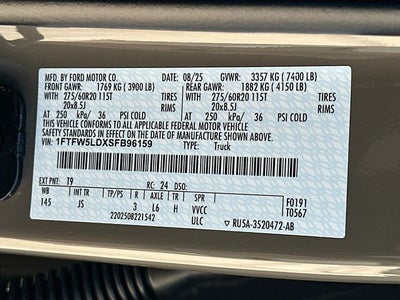 MFD. BY FORD MOTOR CO. 08/25 GVWR: 3357 KG (7400 LB)
FRONT GAWR: 1769 KG (3900 LB) REAR GAWR: 1882 KG (4150 LB)
275/60R20 115T TIRES 275/60R20 115T TIRES
20x8.5J RIMS 20x8.5J RIMS
AT 250 kPa/ 36 PSI COLD AT 250 kPa/ 36 PSI COLD
THIS VEHICLE CONFORMS TO ALL APPLICABLE FEDERAL MOTOR VEHICLE
SAFETY STANDARDS IN EFFECT ON THE DATE OF MANUFACTURE SHOWN ABOVE.
VIN: 1FTFW5LDXSFB96159 TYPE: Truck
EXT PNT: T9 RC: 24 DSO: F0191
WB INT TR TP/PS R AXLE TR SPR T0567
145 JS 3 L6 H VVCC
2202508221542 ULC RU5A-3520472-AB